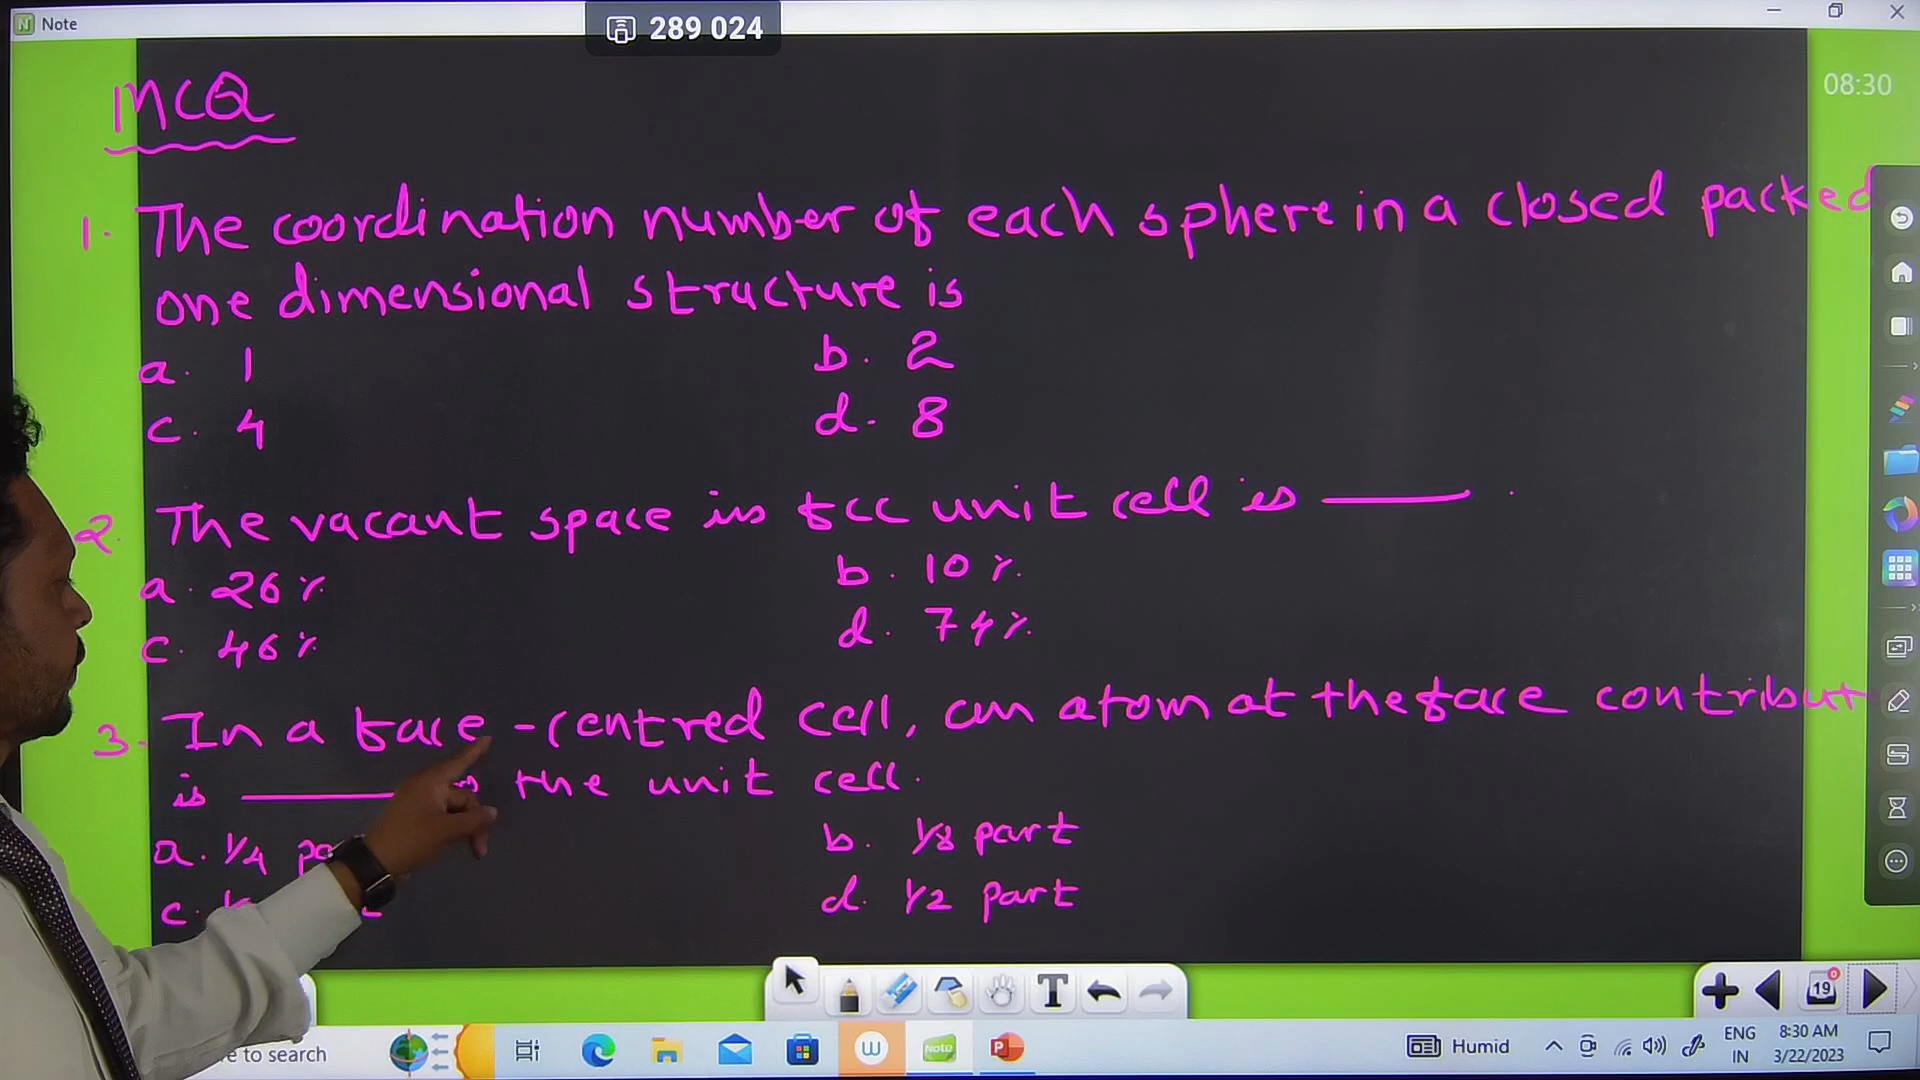 Note
289 024
08:30
MCQ
1. The coordination number of each sphere in a closed packed
one dimensional structure is
a. 1 b. 2
c. 4 d. 8
2. The vacant space in fcc unit cell is ______ .
a. 26% b. 10%.
c. 46% d. 74%.
3. In a face-centred cell, an atom at the face contribut
is ______ the unit cell.
a. 1/4 b. 1/8 part
c. d. 1/2 part
19
to search
Note
Humid
ENG
IN
8:30 AM
3/22/2023